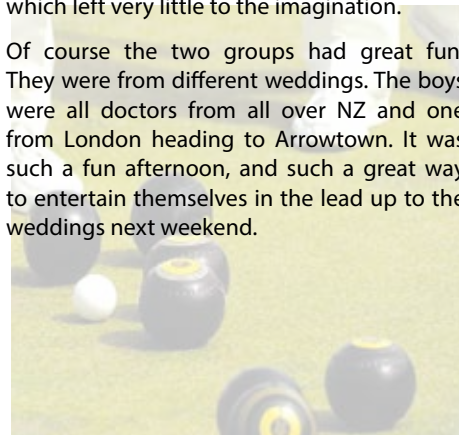 which left very little to the imagination.
Of course the two groups had great fun
They were from different weddings. The boys
were all doctors from all over NZ and one
from London heading to Arrowtown. It was
such a fun afternoon, and such a great way
to entertain themselves in the lead up to the
weddings next weekend.